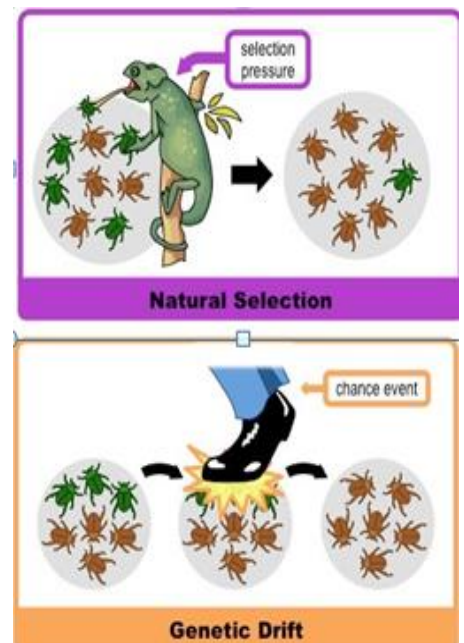 selection
pressure
Natural Selection
chance event
Genetic Drift